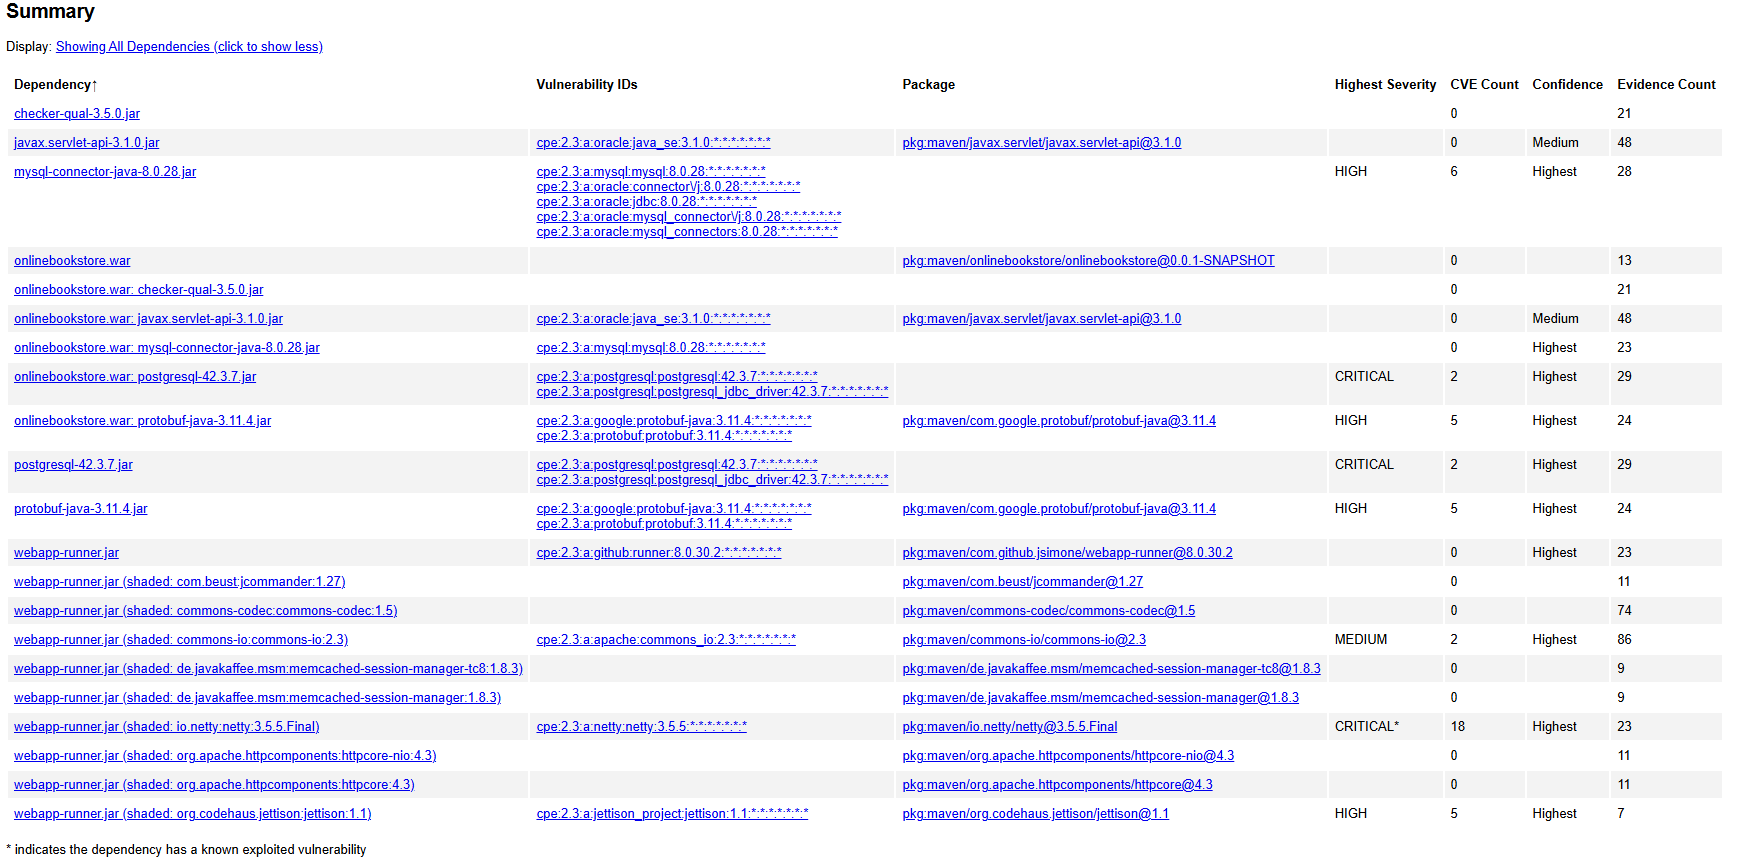 Summary
Display: Showing All Dependencies (click to show less)
Dependency↑ Vulnerability IDs Package Highest Severity CVE Count Confidence Evidence Count
checker-qual-3.5.0.jar 0 21
javax.servlet-api-3.1.0.jar cpe:2.3:a:oracle:java_se:3.1.0:*:*:*:*:*:*:* pkg:maven/javax.servlet/javax.servlet-api@3.1.0 0 Medium 48
mysql-connector-java-8.0.28.jar cpe:2.3:a:mysql:mysql:8.0.28:*:*:*:*:*:*:* HIGH 6 Highest 28
cpe:2.3:a:oracle:connector\/j:8.0.28:*:*:*:*:*:*:*
cpe:2.3:a:oracle:jdbc:8.0.28:*:*:*:*:*:*:*
cpe:2.3:a:oracle:mysql_connector\/j:8.0.28:*:*:*:*:*:*:*
cpe:2.3:a:oracle:mysql_connectors:8.0.28:*:*:*:*:*:*:*
onlinebookstore.war pkg:maven/onlinebookstore/onlinebookstore@0.0.1-SNAPSHOT 0 13
onlinebookstore.war: checker-qual-3.5.0.jar 0 21
onlinebookstore.war: javax.servlet-api-3.1.0.jar cpe:2.3:a:oracle:java_se:3.1.0:*:*:*:*:*:*:* pkg:maven/javax.servlet/javax.servlet-api@3.1.0 0 Medium 48
onlinebookstore.war: mysql-connector-java-8.0.28.jar cpe:2.3:a:mysql:mysql:8.0.28:*:*:*:*:*:*:* 0 Highest 23
onlinebookstore.war: postgresql-42.3.7.jar cpe:2.3:a:postgresql:postgresql:42.3.7:*:*:*:*:*:*:* CRITICAL 2 Highest 29
cpe:2.3:a:postgresql:postgresql_jdbc_driver:42.3.7:*:*:*:*:*:*:*
onlinebookstore.war: protobuf-java-3.11.4.jar cpe:2.3:a:google:protobuf-java:3.11.4:*:*:*:*:*:*:* pkg:maven/com.google.protobuf/protobuf-java@3.11.4 HIGH 5 Highest 24
cpe:2.3:a:protobuf:protobuf:3.11.4:*:*:*:*:*:*:*
postgresql-42.3.7.jar cpe:2.3:a:postgresql:postgresql:42.3.7:*:*:*:*:*:*:* CRITICAL 2 Highest 29
cpe:2.3:a:postgresql:postgresql_jdbc_driver:42.3.7:*:*:*:*:*:*:*
protobuf-java-3.11.4.jar cpe:2.3:a:google:protobuf-java:3.11.4:*:*:*:*:*:*:* pkg:maven/com.google.protobuf/protobuf-java@3.11.4 HIGH 5 Highest 24
cpe:2.3:a:protobuf:protobuf:3.11.4:*:*:*:*:*:*:*
webapp-runner.jar cpe:2.3:a:github:runner:8.0.30.2:*:*:*:*:*:*:* pkg:maven/com.github.jsimone/webapp-runner@8.0.30.2 0 Highest 23
webapp-runner.jar (shaded: com.beust:jcommander:1.27) pkg:maven/com.beust/jcommander@1.27 0 11
webapp-runner.jar (shaded: commons-codec:commons-codec:1.5) pkg:maven/commons-codec/commons-codec@1.5 0 74
webapp-runner.jar (shaded: commons-io:commons-io:2.3) cpe:2.3:a:apache:commons_io:2.3:*:*:*:*:*:*:* pkg:maven/commons-io/commons-io@2.3 MEDIUM 2 Highest 86
webapp-runner.jar (shaded: de.javakaffee.msm:memcached-session-manager-tc8:1.8.3) pkg:maven/de.javakaffee.msm/memcached-session-manager-tc8@1.8.3 0 9
webapp-runner.jar (shaded: de.javakaffee.msm:memcached-session-manager:1.8.3) pkg:maven/de.javakaffee.msm/memcached-session-manager@1.8.3 0 9
webapp-runner.jar (shaded: io.netty:netty:3.5.5.Final) cpe:2.3:a:netty:netty:3.5.5:*:*:*:*:*:*:* pkg:maven/io.netty/netty@3.5.5.Final CRITICAL* 18 Highest 23
webapp-runner.jar (shaded: org.apache.httpcomponents:httpcore-nio:4.3) pkg:maven/org.apache.httpcomponents/httpcore-nio@4.3 0 11
webapp-runner.jar (shaded: org.apache.httpcomponents:httpcore:4.3) pkg:maven/org.apache.httpcomponents/httpcore@4.3 0 11
webapp-runner.jar (shaded: org.codehaus.jettison:jettison:1.1) cpe:2.3:a:jettison_project:jettison:1.1:*:*:*:*:*:*:* pkg:maven/org.codehaus.jettison/jettison@1.1 HIGH 5 Highest 7
* indicates the dependency has a known exploited vulnerability